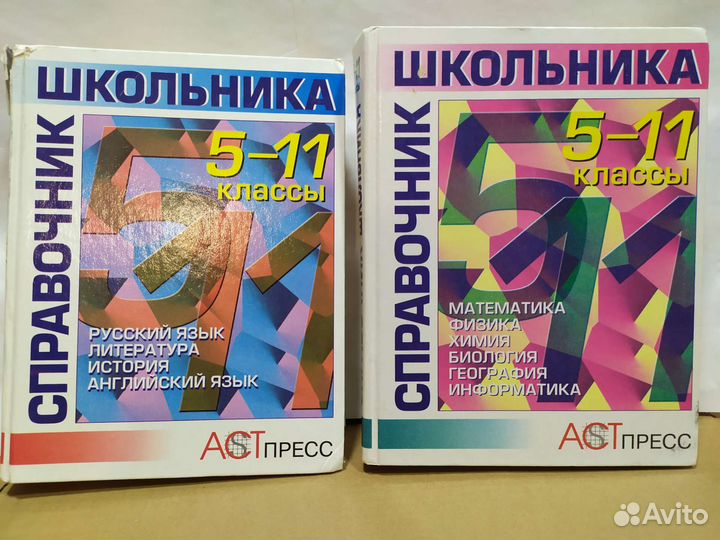 СПРАВОЧНИК
ШКОЛЬНИКА
5–11
классы
РУССКИЙ ЯЗЫК
ЛИТЕРАТУРА
ИСТОРИЯ
АНГЛИЙСКИЙ ЯЗЫК
АСТ ПРЕСС
СПРАВОЧНИК
ШКОЛЬНИКА
5–11
классы
МАТЕМАТИКА
ФИЗИКА
ХИМИЯ
БИОЛОГИЯ
ГЕОГРАФИЯ
ИНФОРМАТИКА
АСТ ПРЕСС
Avito